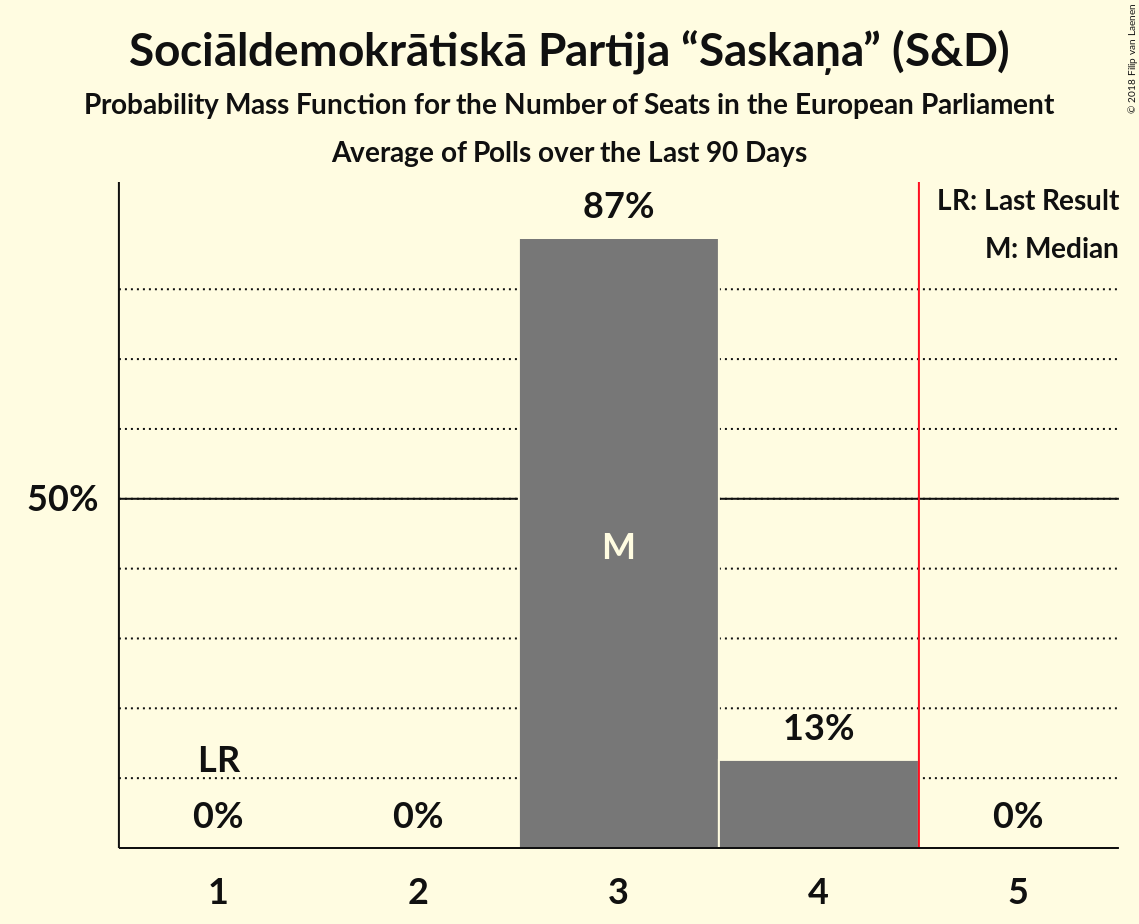 Sociāldemokrātiskā Partija “Saskaņa” (S&D)
Probability Mass Function for the Number of Seats in the European Parliament
Average of Polls over the Last 90 Days
© 2018 Filip van Laenen
LR: Last Result
M: Median
87%
50%
M
13%
LR
0%
0%
0%
1
2
3
4
5